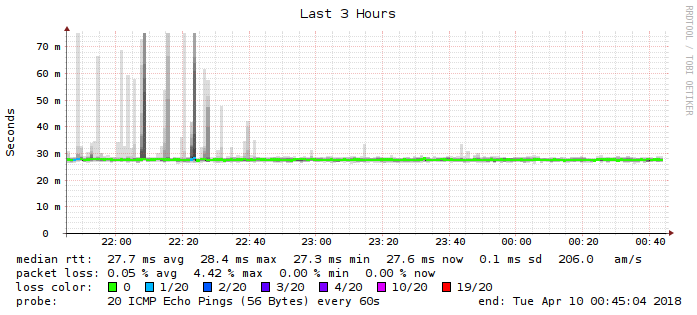 Last 3 Hours
RRDTOOL / TOBI OETIKER
Seconds
70 m
60 m
50 m
40 m
30 m
20 m
10 m
0
22:00 22:20 22:40 23:00 23:20 23:40 00:00 00:20 00:40
median rtt: 27.7 ms avg 28.4 ms max 27.3 ms min 27.6 ms now 0.1 ms sd 206.0 am/s
packet loss: 0.05 % avg 4.42 % max 0.00 % min 0.00 % now
loss color: 0 1/20 2/20 3/20 4/20 10/20 19/20
probe: 20 ICMP Echo Pings (56 Bytes) every 60s end: Tue Apr 10 00:45:04 2018